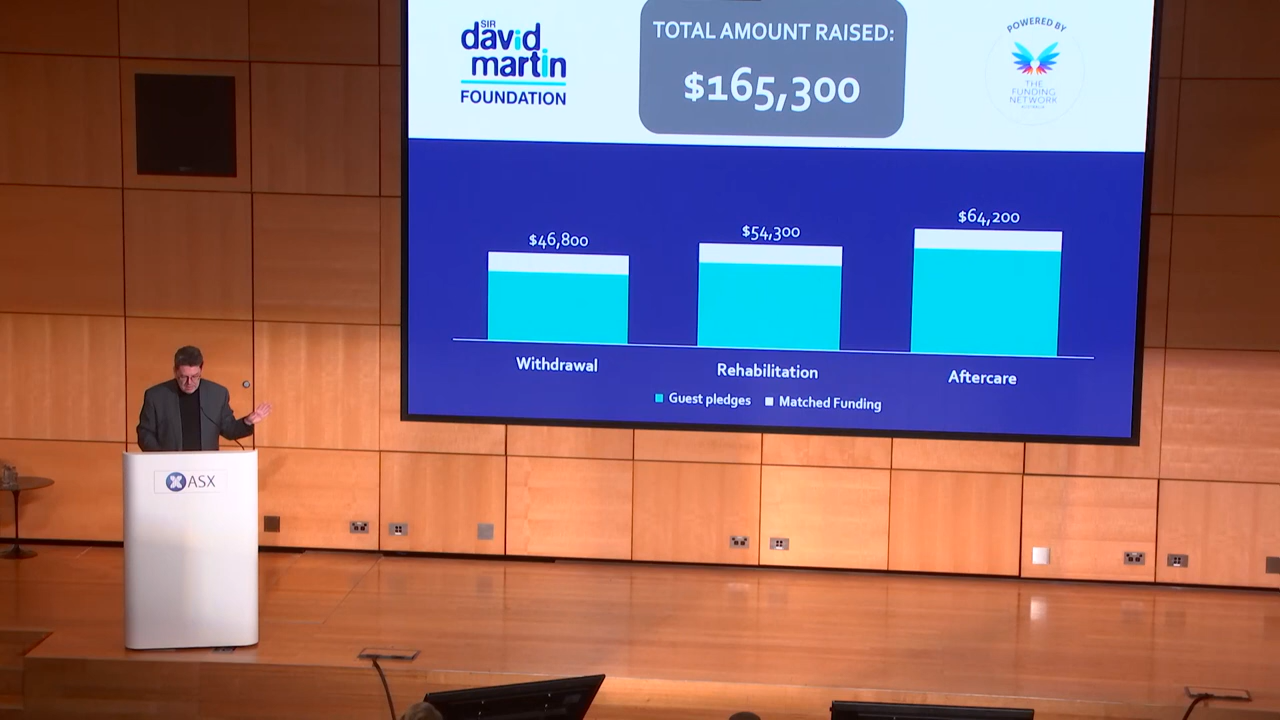 SIR
david
martin
FOUNDATION
TOTAL AMOUNT RAISED:
$165,300
POWERED BY
THE
FUNDING
NETWORK
AUSTRALIA
$46,800
$54,300
$64,200
Withdrawal
Rehabilitation
Aftercare
Guest pledges
Matched Funding
ASX